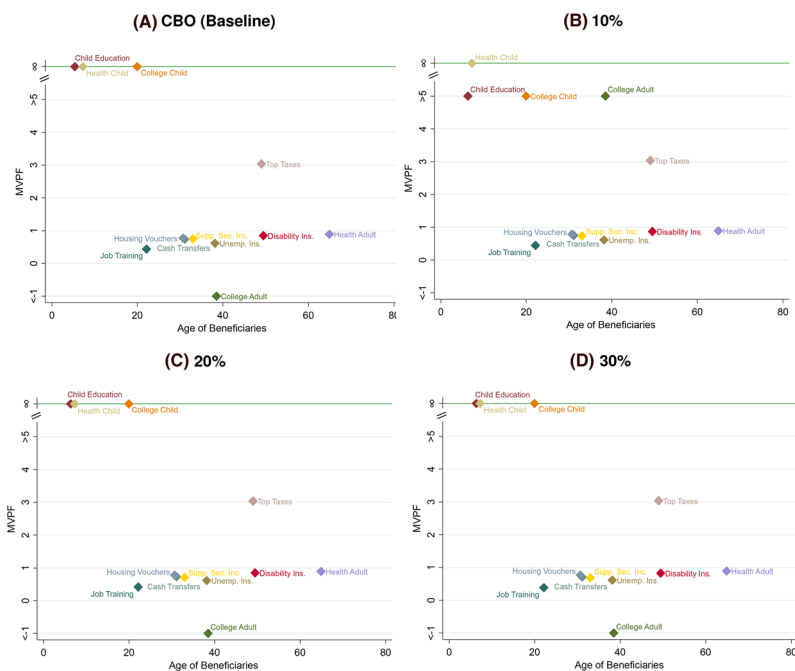 (A) CBO (Baseline)
∞
>5
4
3
2
1
0
<-1
MVPF
Child Education
Health Child
College Child
Top Taxes
Housing Vouchers
Supp. Sec. Inc.
Disability Ins.
Health Adult
Cash Transfers
Unemp. Ins.
Job Training
College Adult
0 20 40 60 80
Age of Beneficiaries
(B) 10%
∞
>5
4
3
2
1
0
<-1
MVPF
Health Child
Child Education
College Child
College Adult
Top Taxes
Housing Vouchers
Supp. Sec. Inc.
Disability Ins.
Health Adult
Cash Transfers
Unemp. Ins.
Job Training
0 20 40 60 80
Age of Beneficiaries
(C) 20%
∞
>5
4
3
2
1
0
<-1
MVPF
Child Education
Health Child
College Child
Top Taxes
Housing Vouchers
Supp. Sec. Inc.
Disability Ins.
Health Adult
Cash Transfers
Unemp. Ins.
Job Training
College Adult
0 20 40 60 80
Age of Beneficiaries
(D) 30%
∞
>5
4
3
2
1
0
<-1
MVPF
Child Education
Health Child
College Child
Top Taxes
Housing Vouchers
Supp. Sec. Inc.
Disability Ins.
Health Adult
Cash Transfers
Unemp. Ins.
Job Training
College Adult
0 20 40 60 80
Age of Beneficiaries